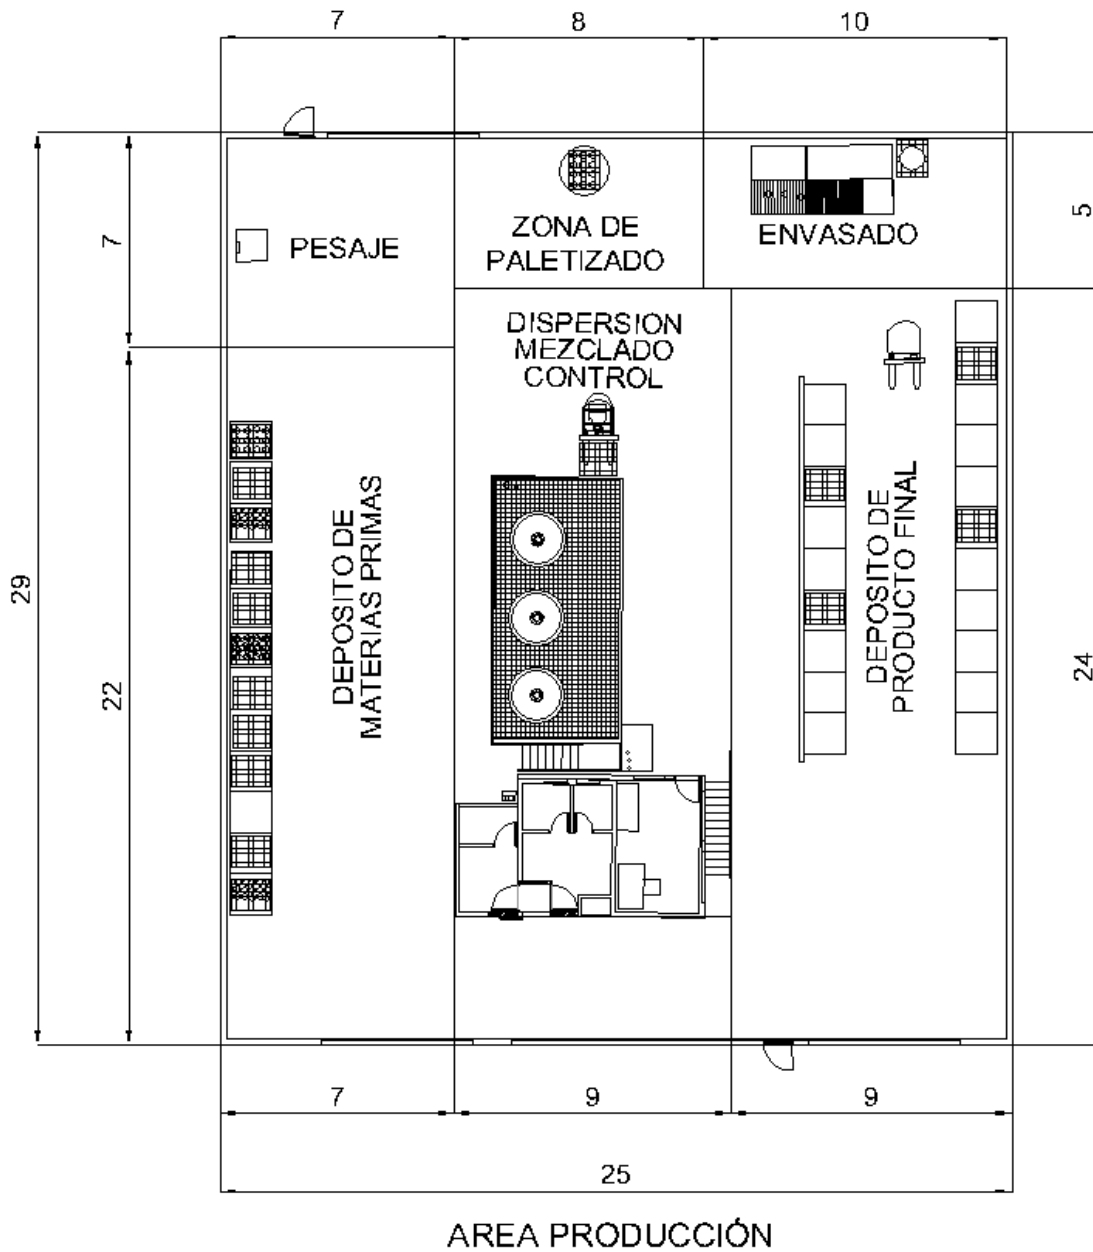 7
8
10
7
5
PESAJE
ZONA DE
PALETIZADO
ENVASADO
DISPERSION
MEZCLADO
CONTROL
29
22
DEPOSITO DE
MATERIAS PRIMAS
DEPOSITO DE
PRODUCTO FINAL
24
7
9
9
25
AREA PRODUCCIÓN